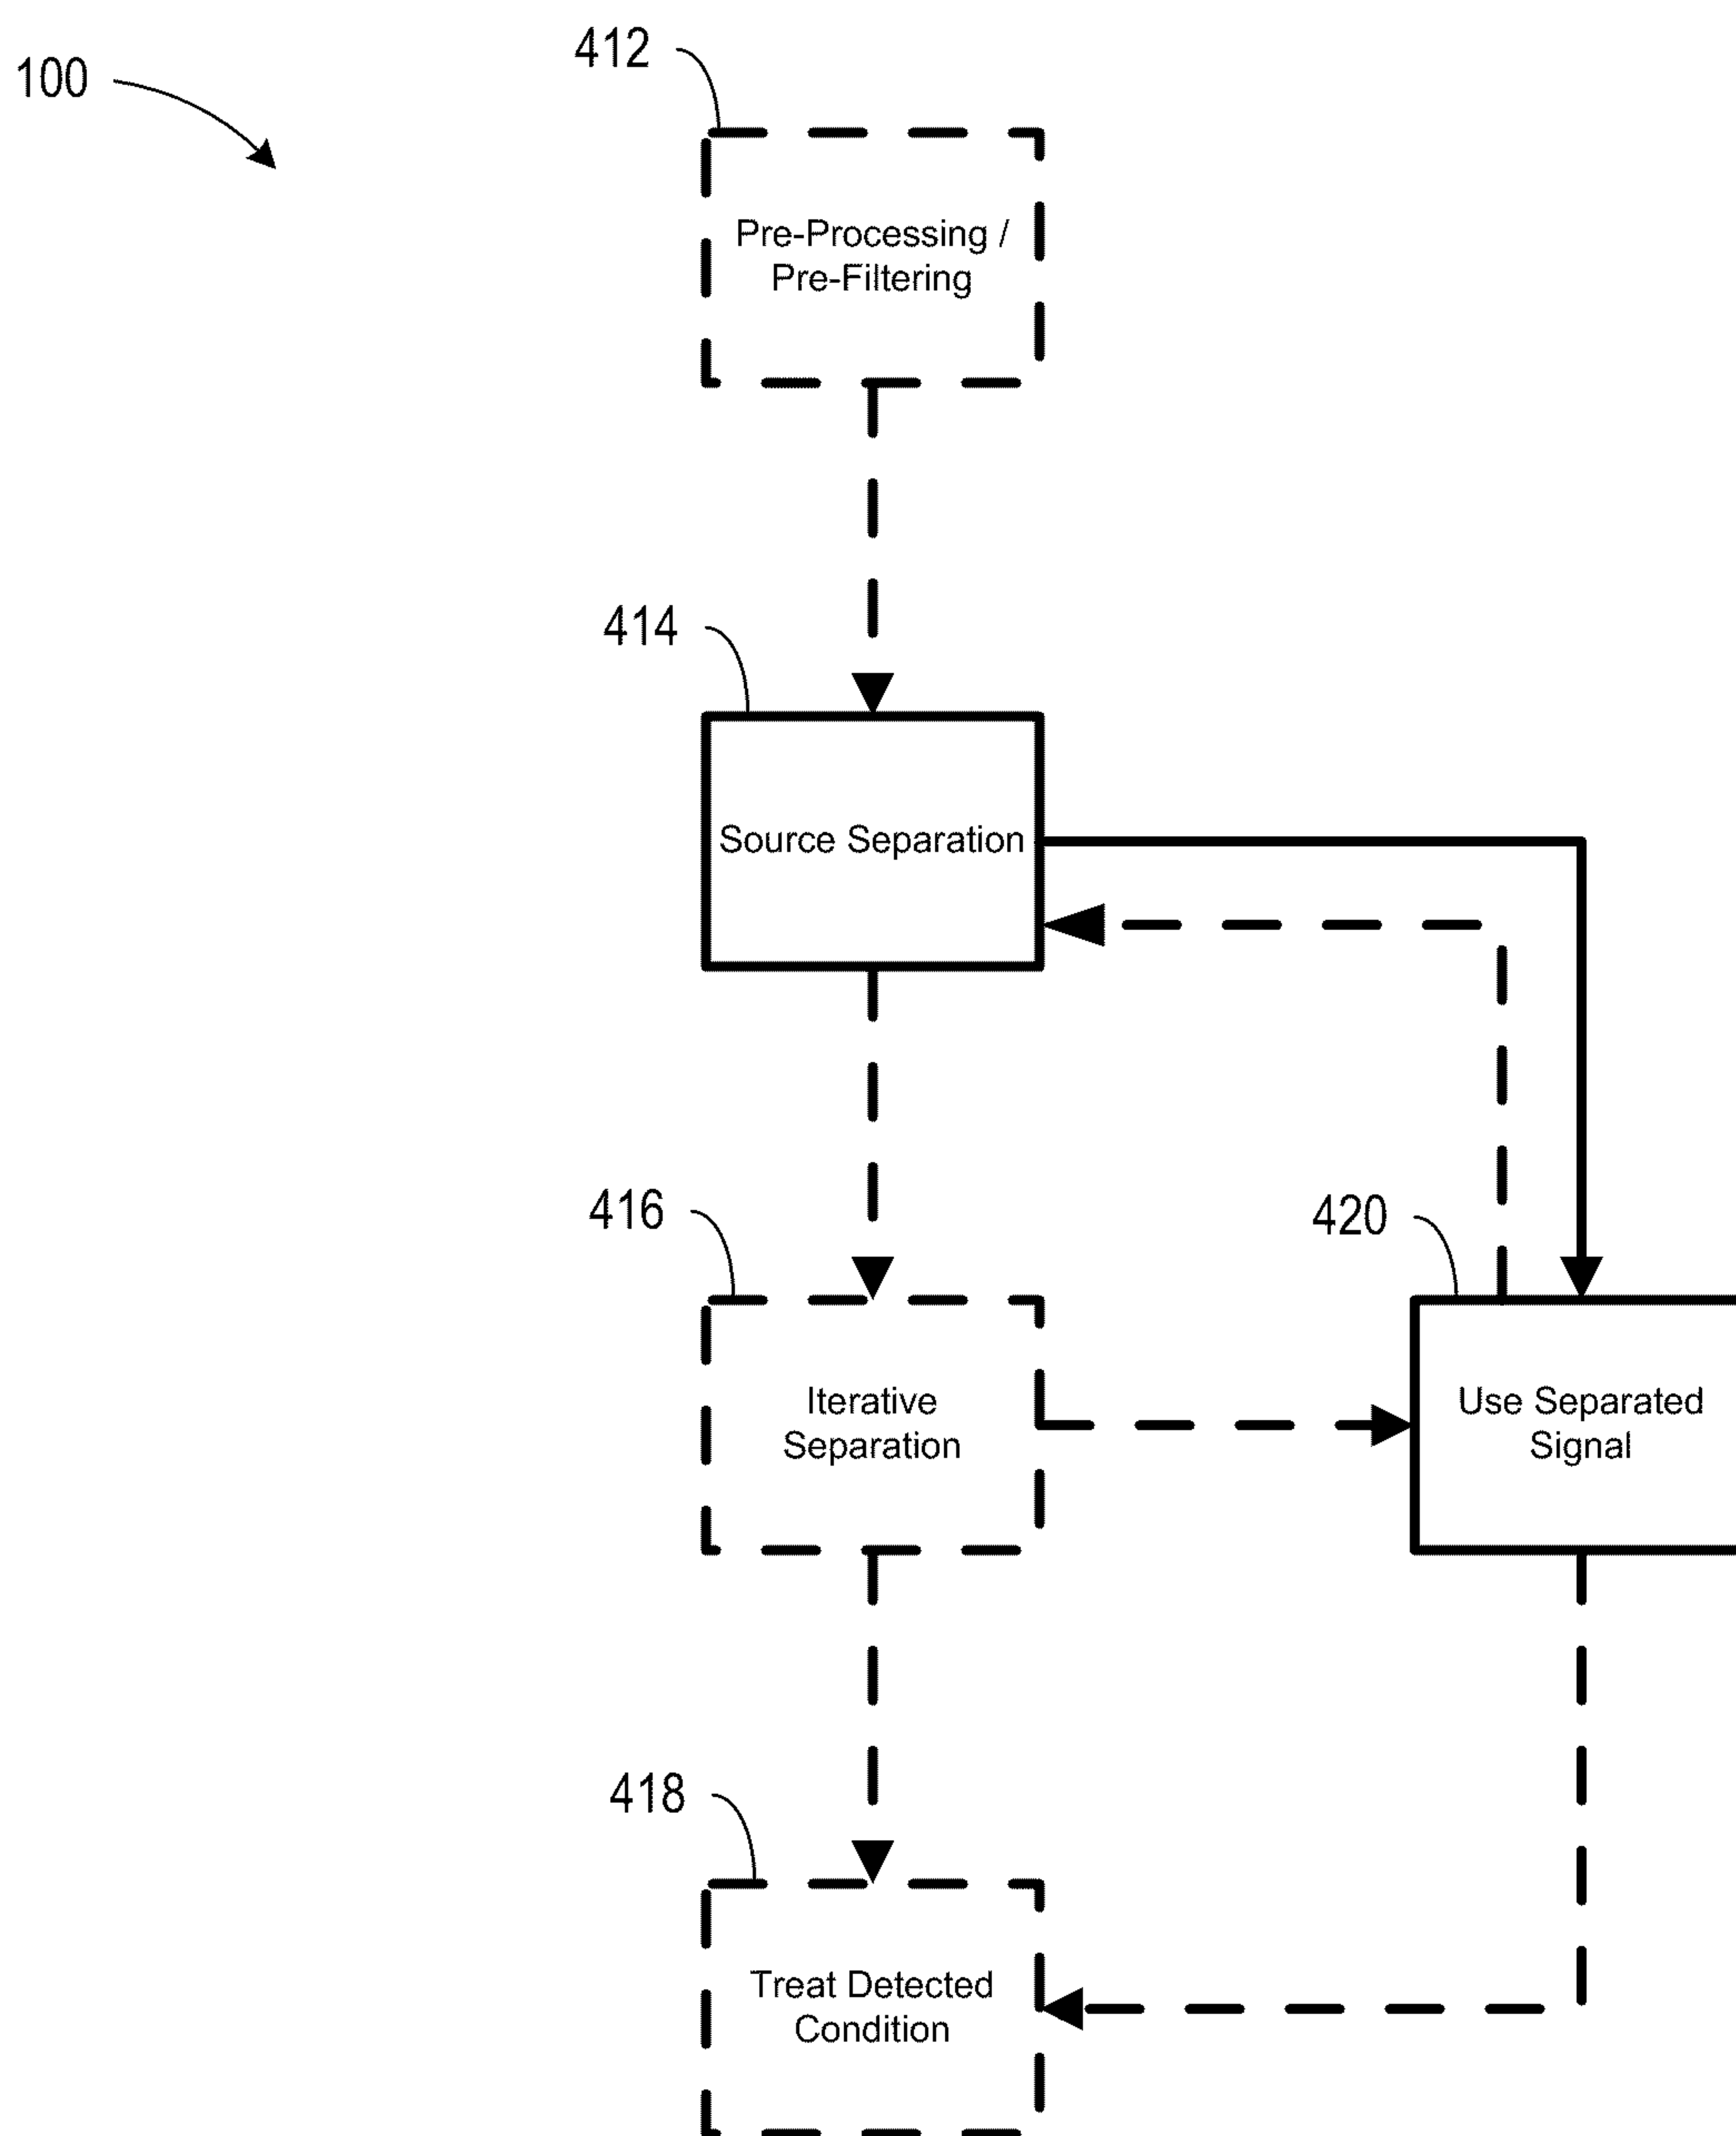 100
412
Pre-Processing /
Pre-Filtering
414
Source Separation
416
Iterative
Separation
420
Use Separated
Signal
418
Treat Detected
Condition